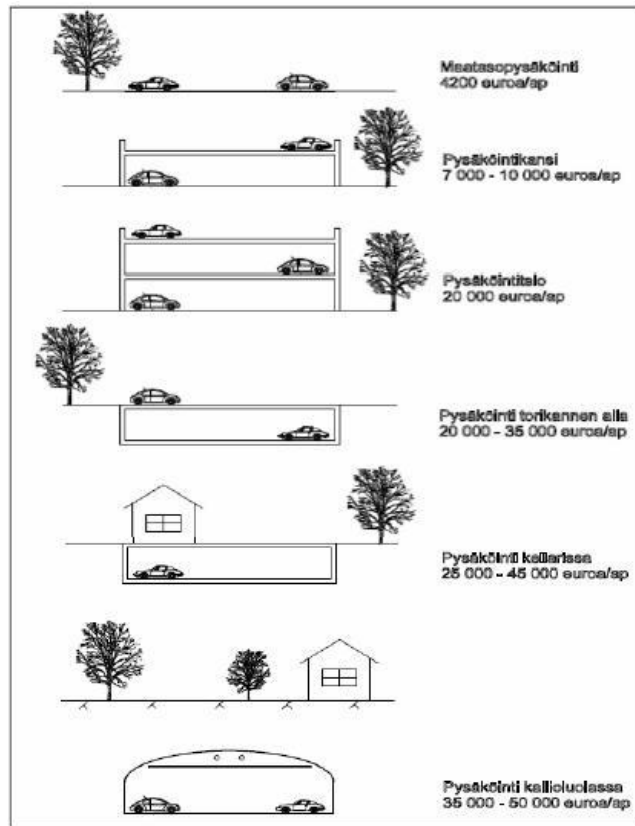 Maatasopysäköinti
4200 euroa/ap
Pysäköintikansi
7 000 - 10 000 euroa/ap
Pysäköintitalo
20 000 euroa/ap
Pysäköinti torikannen alla
20 000 - 35 000 euroa/ap
Pysäköinti kellarissa
25 000 - 45 000 euroa/ap
Pysäköinti kallioluolassa
35 000 - 50 000 euroa/ap